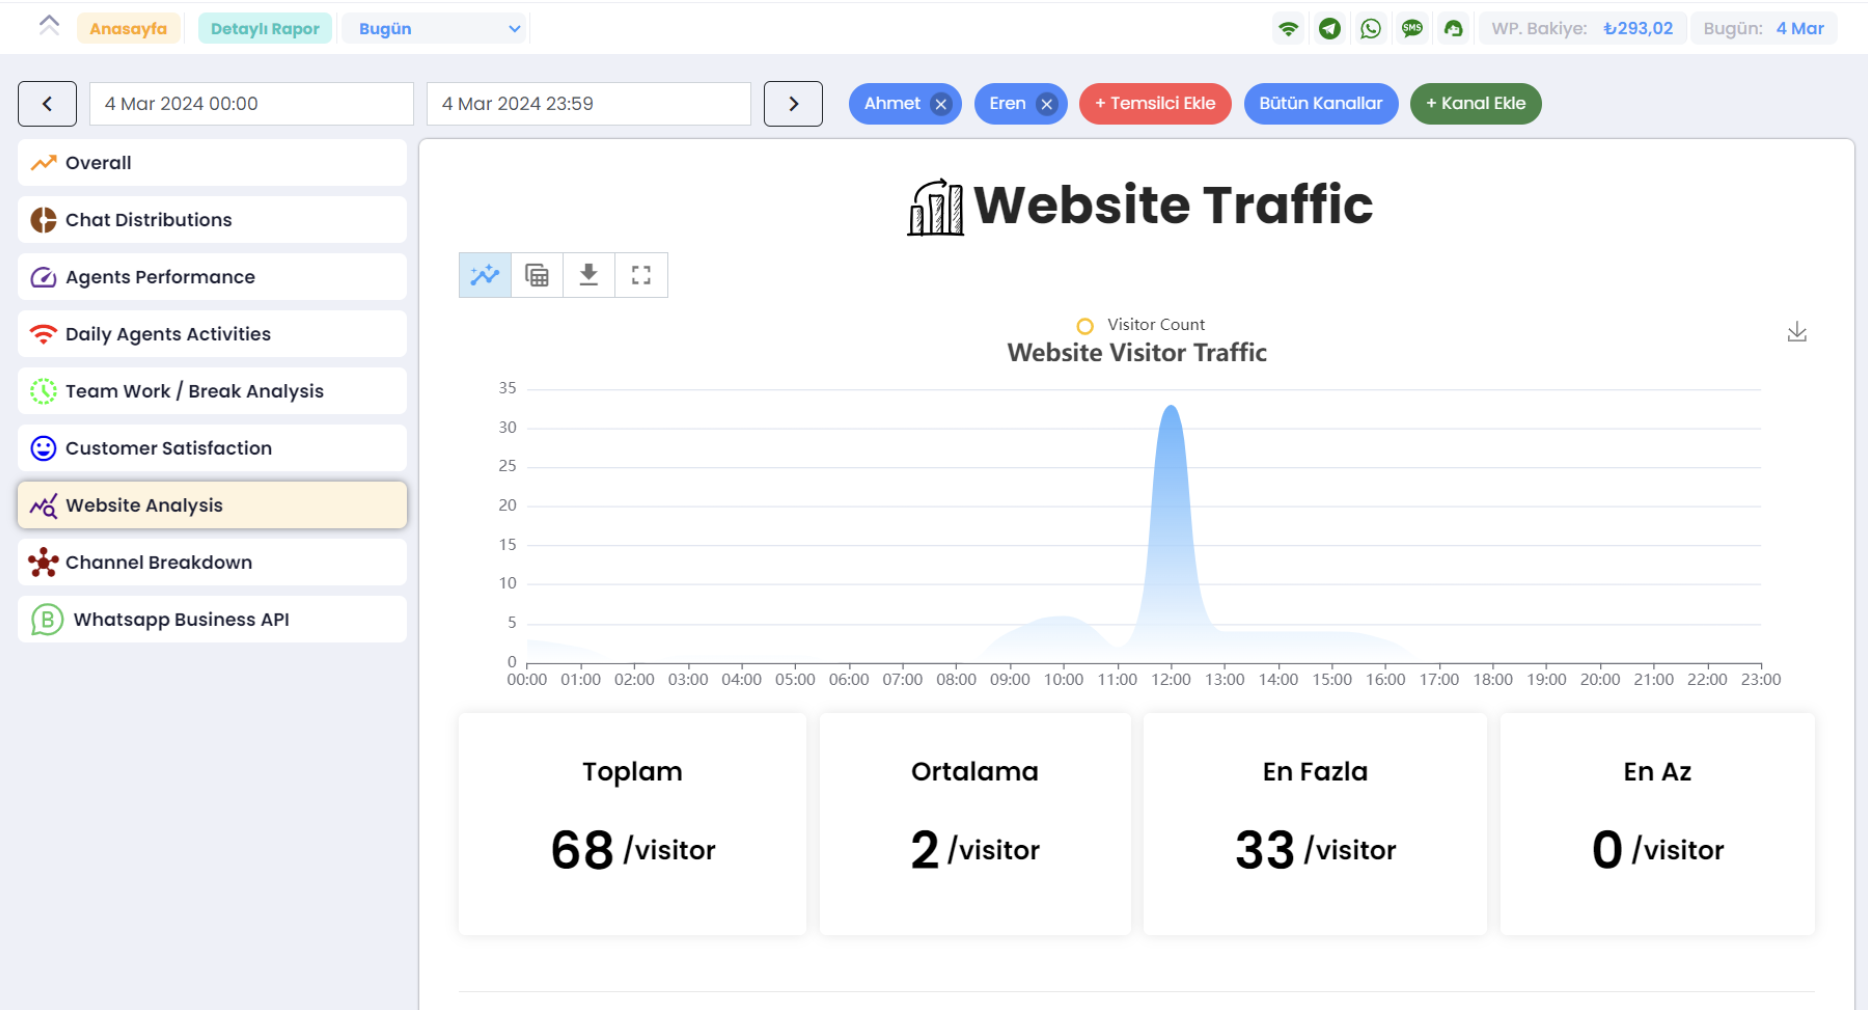 Anasayfa
Detaylı Rapor
Bugün
SMS
WP. Bakiye: ₺293,02
Bugün: 4 Mar
4 Mar 2024 00:00
4 Mar 2024 23:59
Ahmet
Eren
+ Temsilci Ekle
Bütün Kanallar
+ Kanal Ekle
Overall
Chat Distributions
Agents Performance
Daily Agents Activities
Team Work / Break Analysis
Customer Satisfaction
Website Analysis
Channel Breakdown
B
Whatsapp Business API
Website Traffic
Visitor Count
Website Visitor Traffic
35
30
25
20
15
10
5
0
00:00 01:00 02:00 03:00 04:00 05:00 06:00 07:00 08:00 09:00 10:00 11:00 12:00 13:00 14:00 15:00 16:00 17:00 18:00 19:00 20:00 21:00 22:00 23:00
Toplam
68 /visitor
Ortalama
2 /visitor
En Fazla
33 /visitor
En Az
0 /visitor